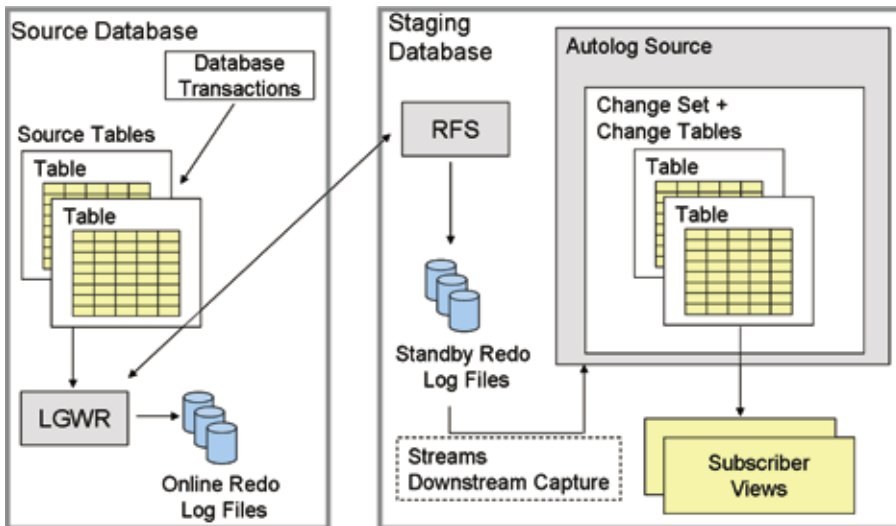 Source Database
Database
Transactions
Source Tables
Table
Table
LGWR
Online Redo
Log Files
Staging
Database
RFS
Standby Redo
Log Files
Streams
Downstream Capture
Autolog Source
Change Set +
Change Tables
Table
Table
Subscriber
Views